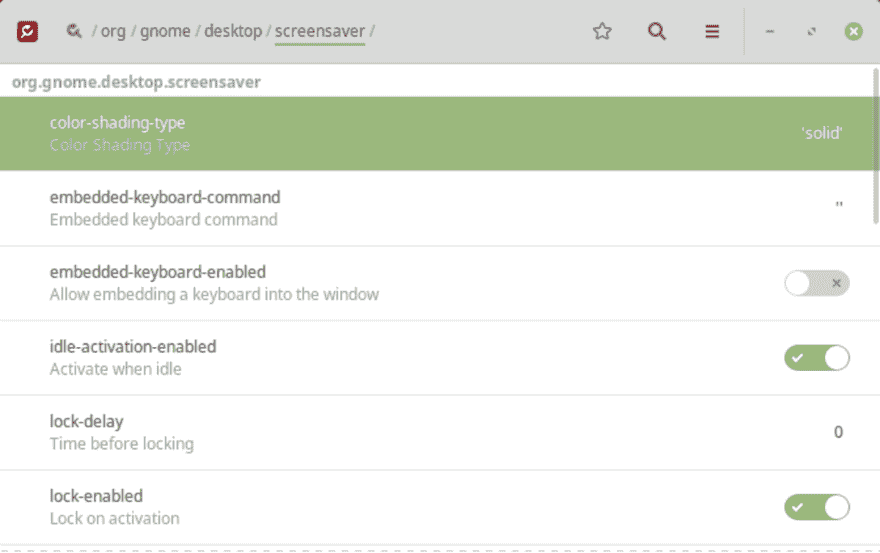 / org / gnome / desktop / screensaver /
org.gnome.desktop.screensaver
color-shading-type
Color Shading Type
'solid'
embedded-keyboard-command
Embedded keyboard command
''
embedded-keyboard-enabled
Allow embedding a keyboard into the window
idle-activation-enabled
Activate when idle
lock-delay
Time before locking
0
lock-enabled
Lock on activation